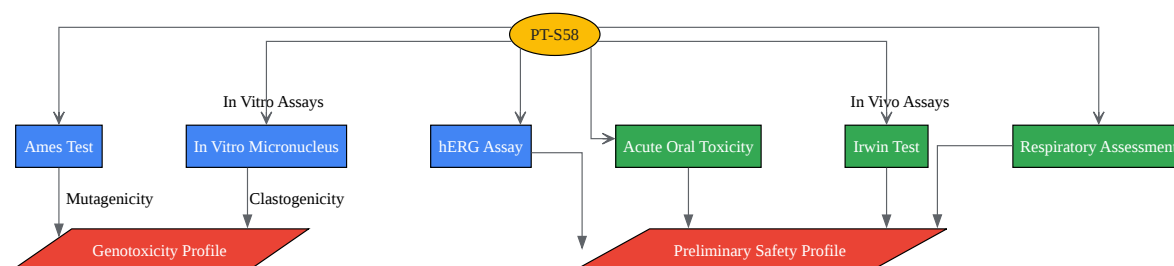 PT-S58
In Vitro Assays
In Vivo Assays
Ames Test
In Vitro Micronucleus
hERG Assay
Acute Oral Toxicity
Irwin Test
Respiratory Assessment
Mutagenicity
Clastogenicity
Genotoxicity Profile
Preliminary Safety Profile